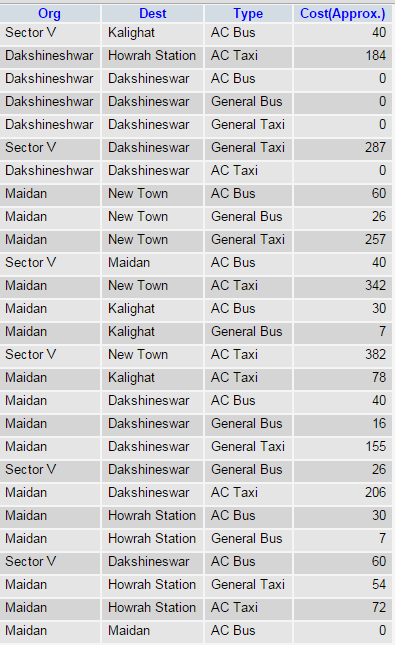 Org Dest Type Cost(Approx.)
Sector V Kalighat AC Bus 40
Dakshineshwar Howrah Station AC Taxi 184
Dakshineshwar Dakshineswar AC Bus 0
Dakshineshwar Dakshineswar General Bus 0
Dakshineshwar Dakshineswar General Taxi 0
Sector V Dakshineswar General Taxi 287
Dakshineshwar Dakshineswar AC Taxi 0
Maidan New Town AC Bus 60
Maidan New Town General Bus 26
Maidan New Town General Taxi 257
Sector V Maidan AC Bus 40
Maidan New Town AC Taxi 342
Maidan Kalighat AC Bus 30
Maidan Kalighat General Bus 7
Sector V New Town AC Taxi 382
Maidan Kalighat AC Taxi 78
Maidan Dakshineswar AC Bus 40
Maidan Dakshineswar General Bus 16
Maidan Dakshineswar General Taxi 155
Sector V Dakshineswar General Bus 26
Maidan Dakshineswar AC Taxi 206
Maidan Howrah Station AC Bus 30
Maidan Howrah Station General Bus 7
Sector V Dakshineswar AC Bus 60
Maidan Howrah Station General Taxi 54
Maidan Howrah Station AC Taxi 72
Maidan Maidan AC Bus 0